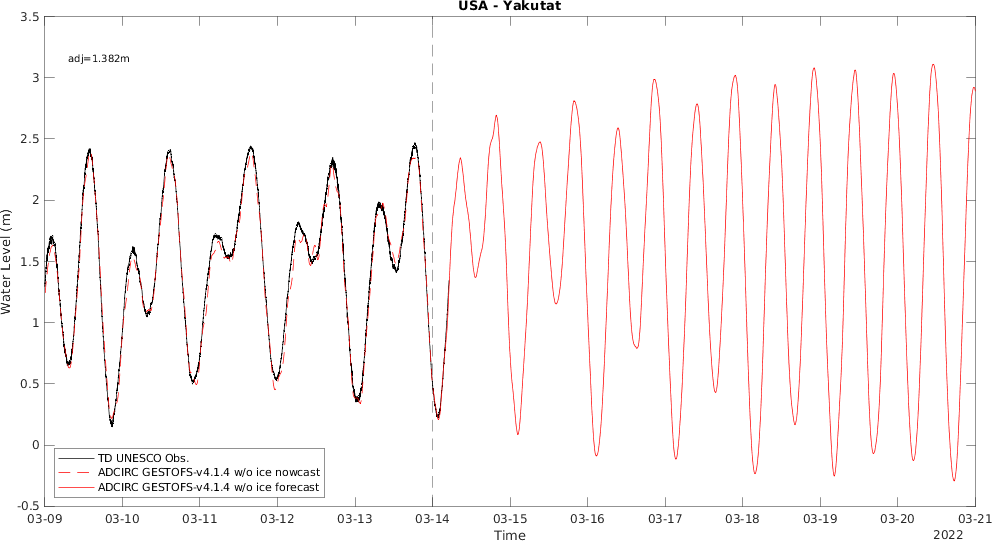 USA - Yakutat
adj=1.382m
Water Level (m)
3.5
3
2.5
2
1.5
1
0.5
0
-0.5
TD UNESCO Obs.
ADCIRC GESTOFS-v4.1.4 w/o ice nowcast
ADCIRC GESTOFS-v4.1.4 w/o ice forecast
03-09 03-10 03-11 03-12 03-13 03-14 03-15 03-16 03-17 03-18 03-19 03-20 03-21
Time
2022